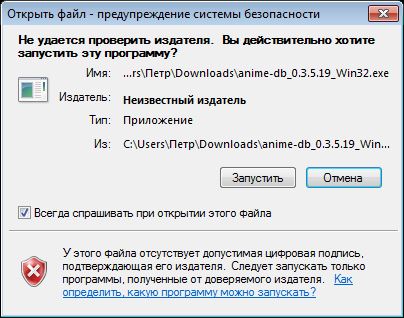 Открыть файл - предупреждение системы безопасности
Не удается проверить издателя. Вы действительно хотите
запустить эту программу?
Имя: ...rs\Петр\Downloads\anime-db_0.3.5.19_Win32.exe
Издатель: Неизвестный издатель
Тип: Приложение
Из: C:\Users\Петр\Downloads\anime-db_0.3.5.19_Win...
Запустить Отмена
Всегда спрашивать при открытии этого файла
У этого файла отсутствует допустимая цифровая подпись,
подтверждающая его издателя. Следует запускать только
программы, полученные от доверяемого издателя. Как
определить, какую программу можно запускать?